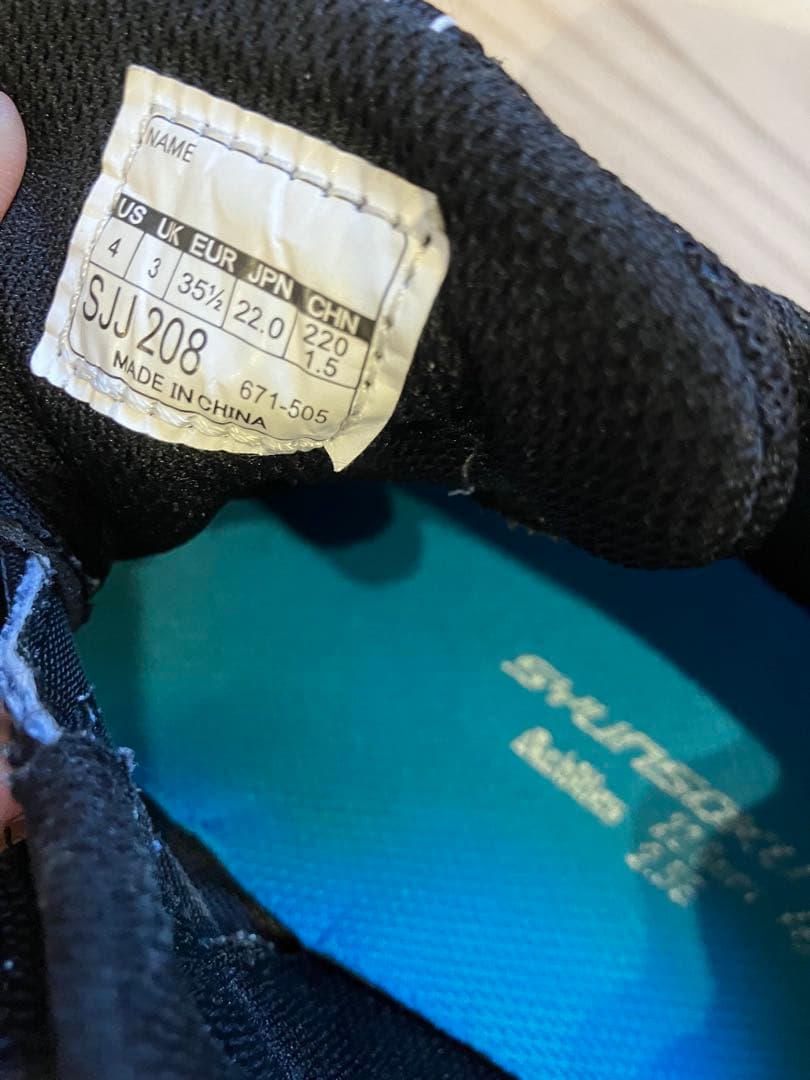 NAME
US UK EUR JPN CHN
4 3 35½ 22.0 220
1.5
SJJ 208
671-505
MADE IN CHINA
SYUNSOKU